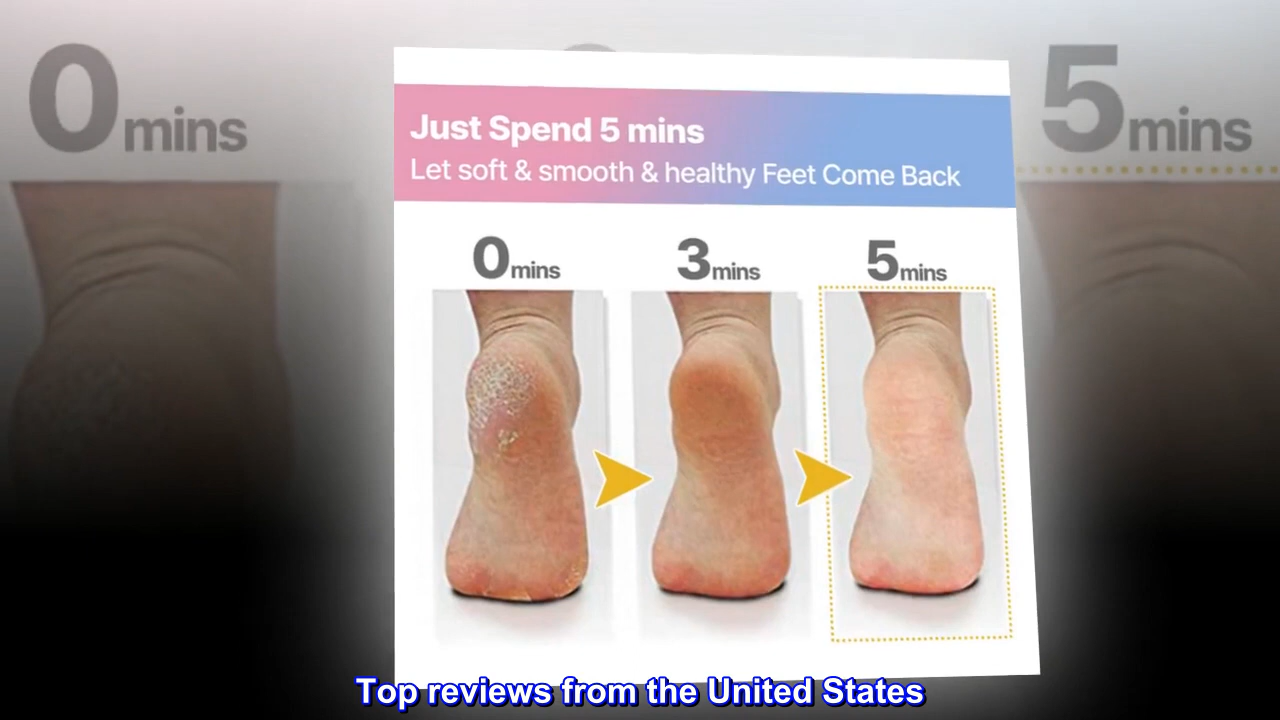 0mins
5mins
Just Spend 5 mins
Let soft & smooth & healthy Feet Come Back
0mins
3mins
5mins
Top reviews from the United States